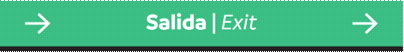 → Salida | Exit →